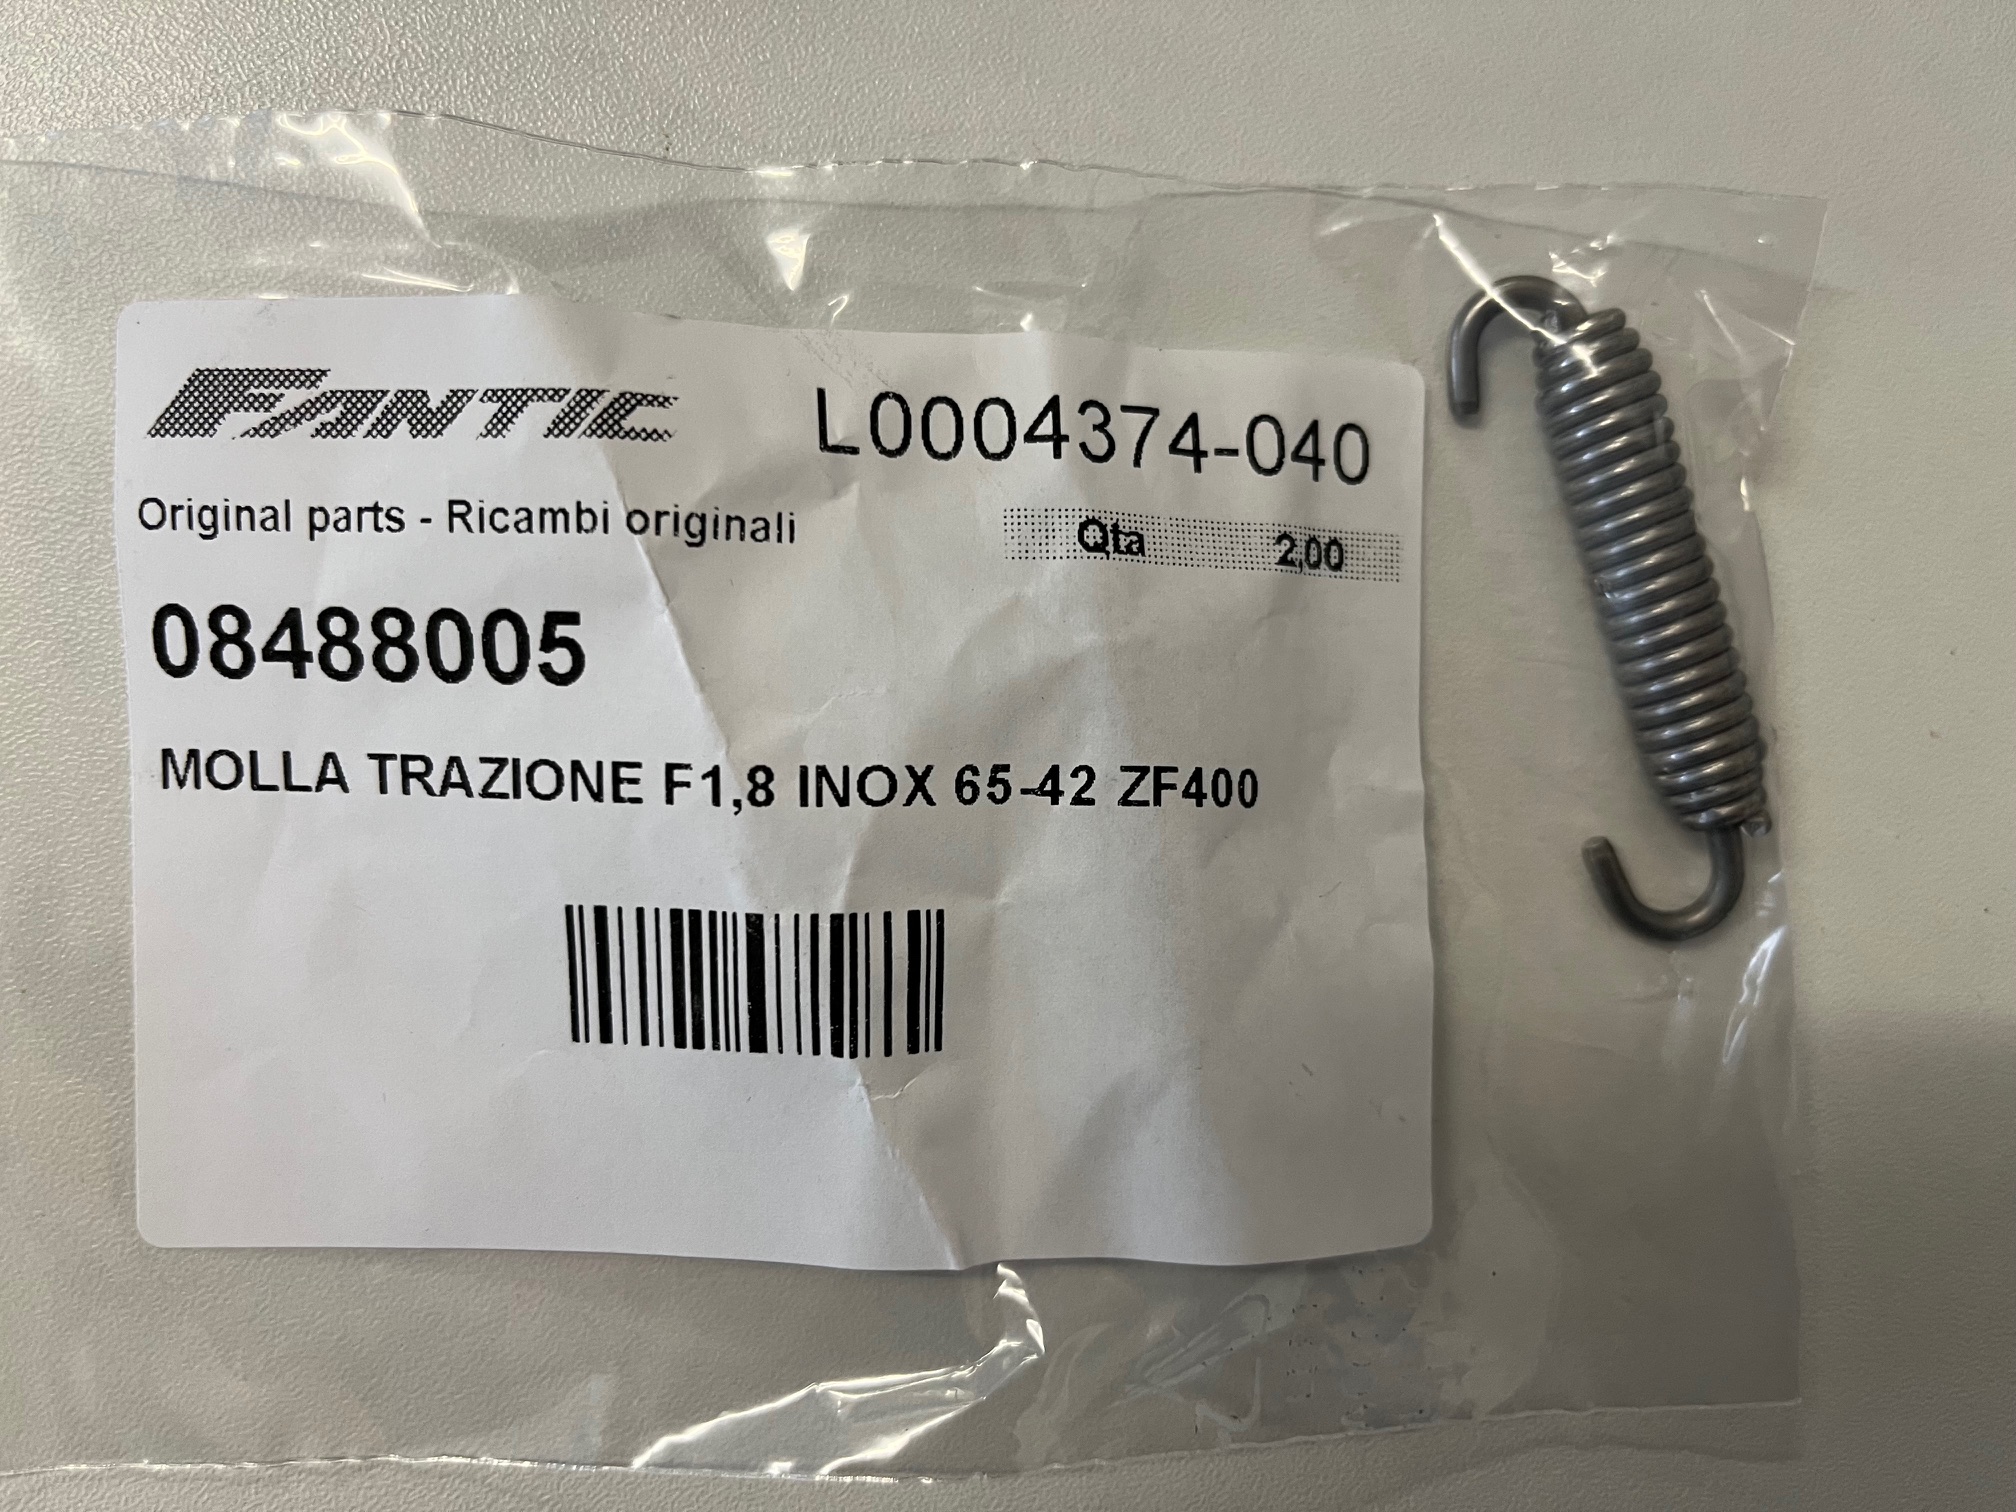 FANTIC
L0004374-040
Original parts - Ricambi originali
Qta 2,00
08488005
MOLLA TRAZIONE F1,8 INOX 65-42 ZF400